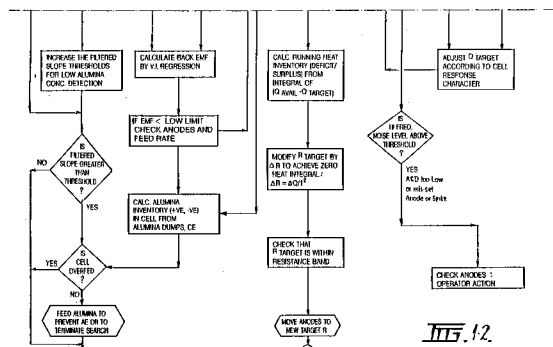 INCREASE THE FILTERED
SLOPE THRESHOLDS
FOR LOW ALUMINA
CONC. DETECTION
IS
FILTERED
SLOPE GREATER
THAN
THRESHOLD
?
NO
YES
IS
CELL
OVERFED
?
YES
NO
FEED ALUMINA TO
PREVENT AE OR TO
TERMINATE SEARCH
CALCULATE BACK EMF
BY V.I. REGRESSION
IF EMF < LOW LIMIT
CHECK ANODES AND
FEED RATE
CALC. ALUMINA
INVENTORY (+VE, -VE)
IN CELL FROM
ALUMINA DUMPS, CE
CALC. RUNNING HEAT
INVENTORY (DEFICIT/
SURPLUS) FROM
INTEGRAL OF
(Q AVAIL -Q TARGET)
MODIFY R TARGET BY
Δ R TO ACHIEVE ZERO
HEAT INTEGRAL:
ΔR = ΔQ/I²
CHECK THAT
R TARGET IS WITHIN
RESISTANCE BAND
MOVE ANODES TO
NEW TARGET R
ADJUST Q TARGET
ACCORDING TO CELL
RESPONSE
CHARACTER
IS
FREQ.
NOISE LEVEL ABOVE
THRESHOLD
?
YES
ACD too Low
or mis-set
Anode or Spike
CHECK ANODES :
OPERATOR ACTION
FIG. 12.